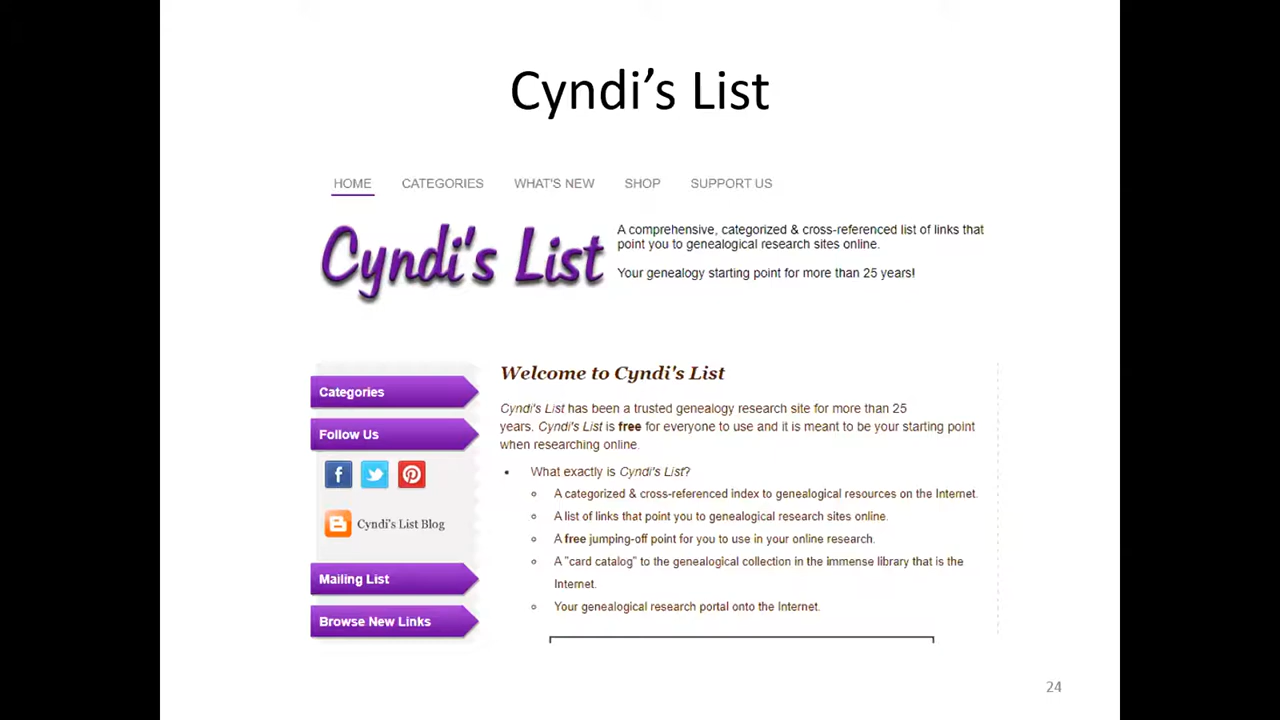 Cyndi’s List
HOME CATEGORIES WHAT'S NEW SHOP SUPPORT US
Cyndi's List
A comprehensive, categorized & cross-referenced list of links that
point you to genealogical research sites online.
Your genealogy starting point for more than 25 years!
Categories
Follow Us
Cyndi's List Blog
Mailing List
Browse New Links
Welcome to Cyndi's List
Cyndi's List has been a trusted genealogy research site for more than 25
years. Cyndi's List is free for everyone to use and it is meant to be your starting point
when researching online.
• What exactly is Cyndi's List?
◦ A categorized & cross-referenced index to genealogical resources on the Internet.
◦ A list of links that point you to genealogical research sites online.
◦ A free jumping-off point for you to use in your online research.
◦ A "card catalog" to the genealogical collection in the immense library that is the
Internet.
◦ Your genealogical research portal onto the Internet.
24